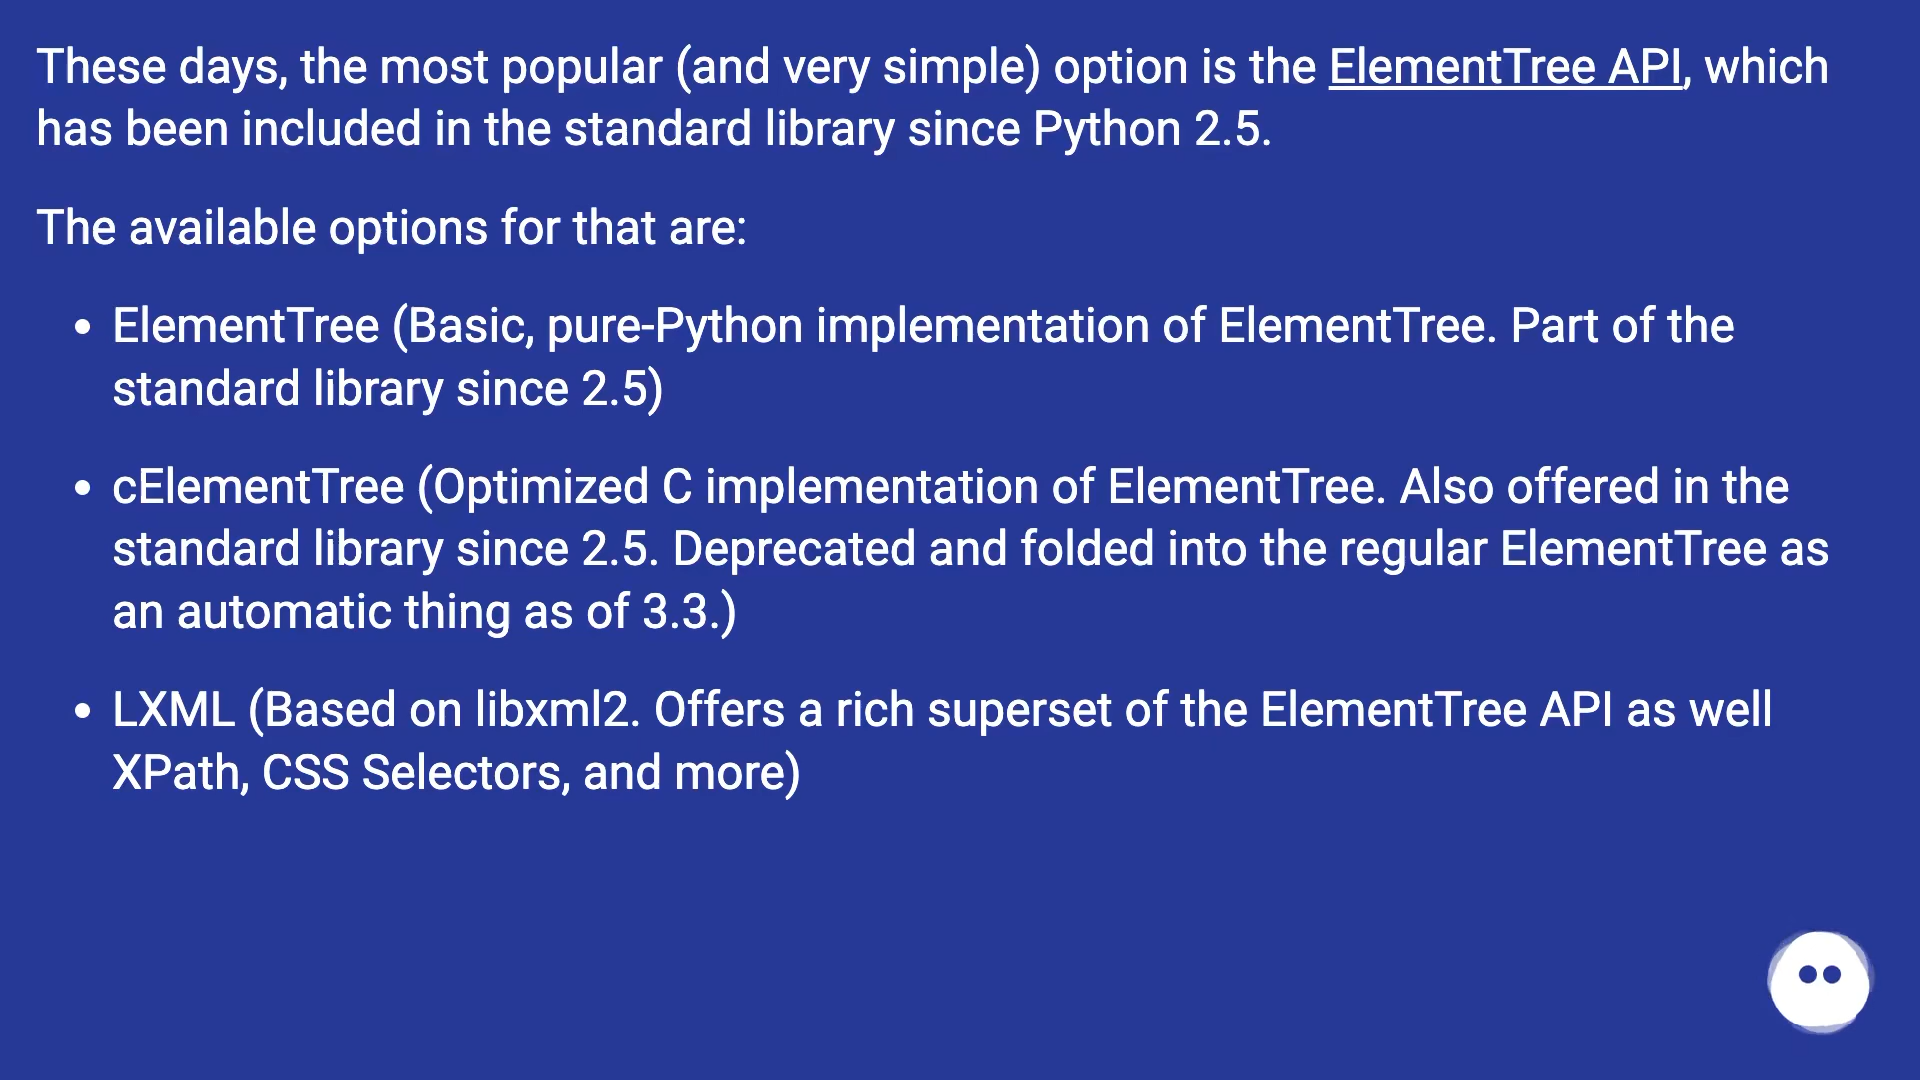 These days, the most popular (and very simple) option is the ElementTree API, which
has been included in the standard library since Python 2.5.
The available options for that are:
• ElementTree (Basic, pure-Python implementation of ElementTree. Part of the
standard library since 2.5)
• cElementTree (Optimized C implementation of ElementTree. Also offered in the
standard library since 2.5. Deprecated and folded into the regular ElementTree as
an automatic thing as of 3.3.)
• LXML (Based on libxml2. Offers a rich superset of the ElementTree API as well
XPath, CSS Selectors, and more)